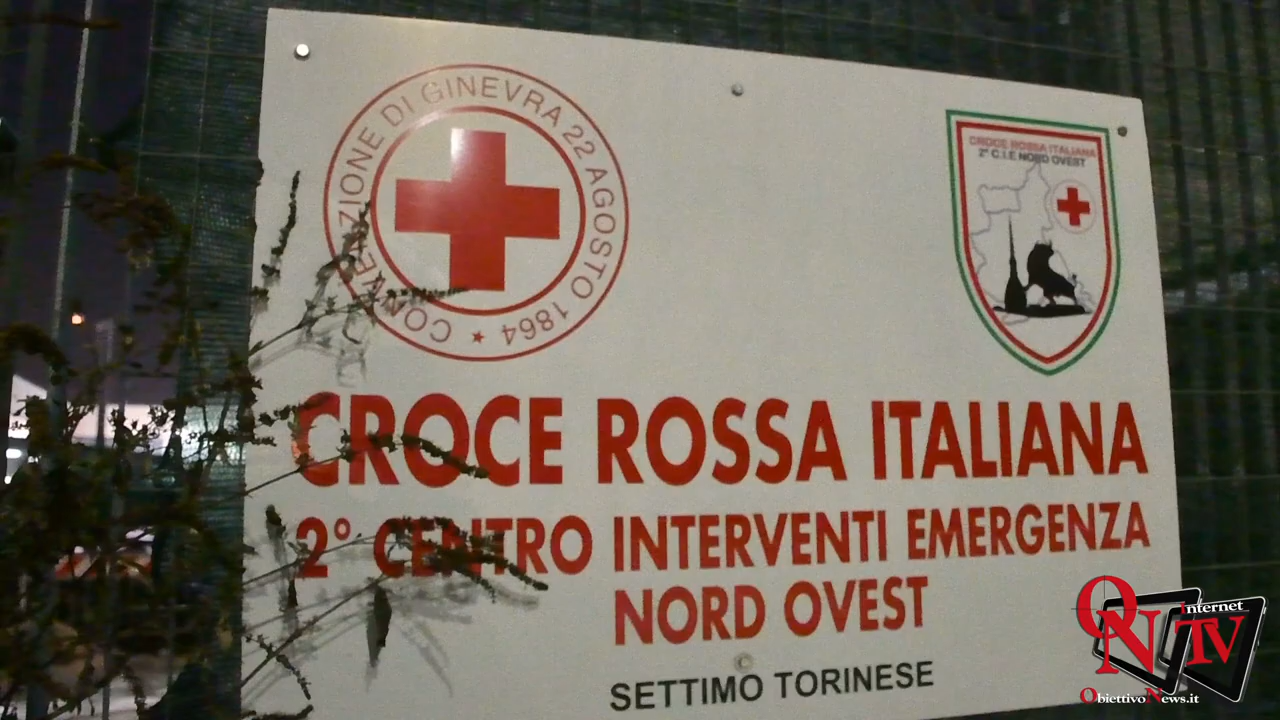 CONVENZIONE DI GINEVRA 22 AGOSTO 1864
CROCE ROSSA ITALIANA
2° C.I.E NORD OVEST
CROCE ROSSA ITALIANA
2° CENTRO INTERVENTI EMERGENZA
NORD OVEST
SETTIMO TORINESE
ON Internet TV
ObiettivoNews.it